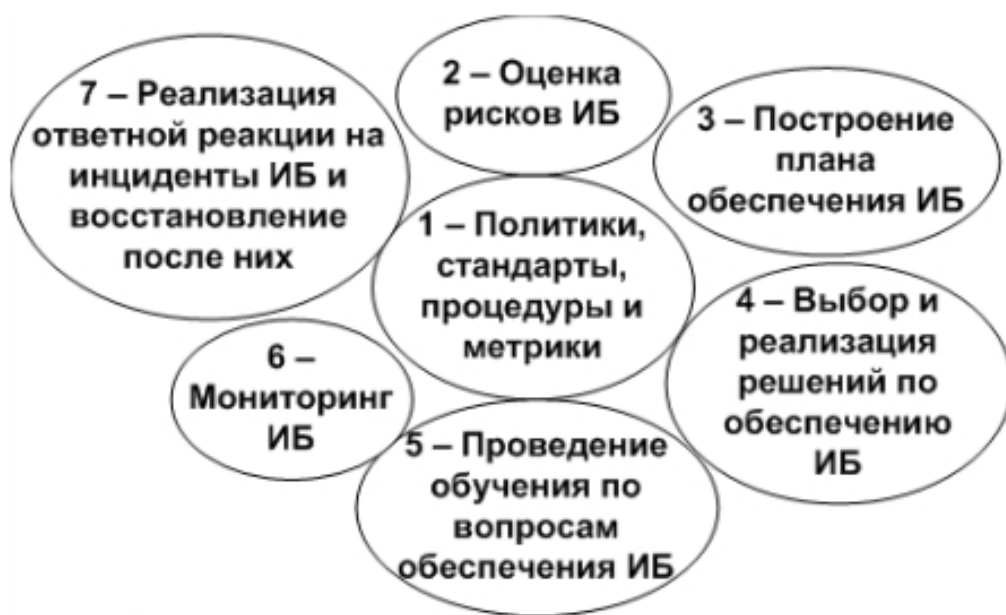 1 – Политики,
стандарты,
процедуры и
метрики
2 – Оценка
рисков ИБ
3 – Построение
плана
обеспечения ИБ
4 – Выбор и
реализация
решений по
обеспечению
ИБ
5 – Проведение
обучения по
вопросам
обеспечения ИБ
6 –
Мониторинг
ИБ
7 – Реализация
ответной реакции на
инциденты ИБ и
восстановление
после них